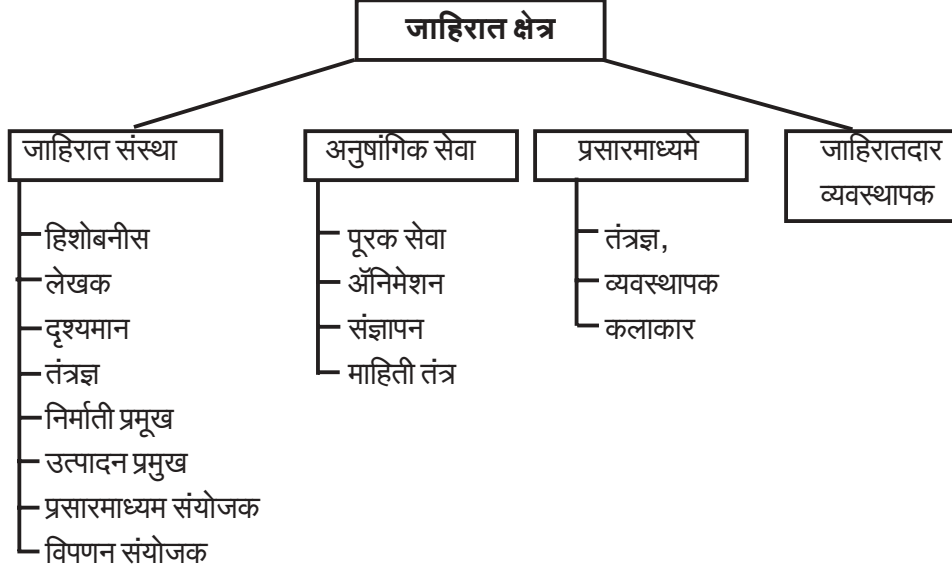 जाहिरात क्षेत्र
जाहिरात संस्था
हिशोबनीस
लेखक
दृश्यमान
तंत्रज्ञ
निर्माती प्रमूख
उत्पादन प्रमुख
प्रसारमाध्यम संयोजक
विपणन संयोजक
अनुषांगिक सेवा
पूरक सेवा
ॲनिमेशन
संज्ञापन
माहिती तंत्र
प्रसारमाध्यमे
तंत्रज्ञ,
व्यवस्थापक
कलाकार
जाहिरातदार
व्यवस्थापक